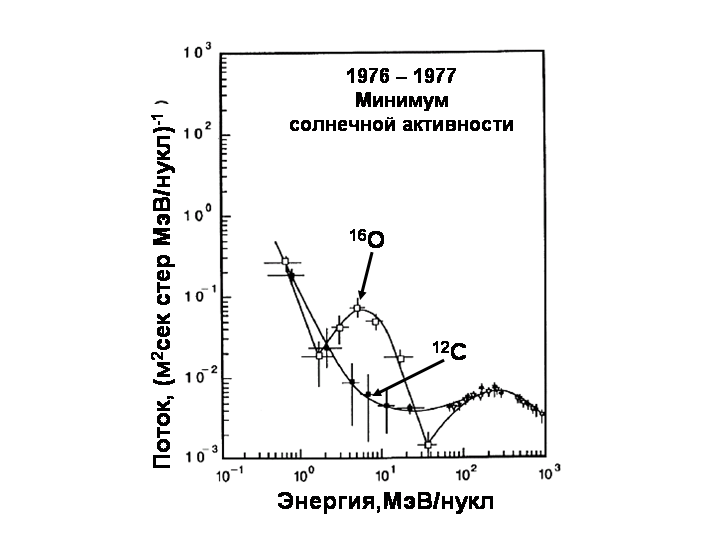 10³
1976 – 1977
Минимум
солнечной активности
10²
10⁰
¹⁶O
10⁻¹
¹²C
10⁻²
10⁻³
10⁻¹ 10⁰ 10¹ 10² 10³
Энергия,МэВ/нукл
Поток, (м²сек стер МэВ/нукл)⁻¹ )